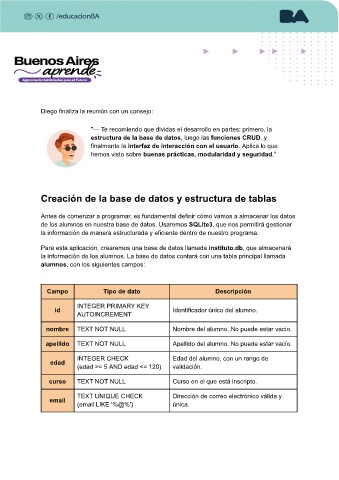 /educacionBA
BA
Buenos Aires
aprende
Agencia de Habilidades para el Futuro
Diego finaliza la reunión con un consejo:
"— Te recomiendo que dividas el desarrollo en partes: primero, la
estructura de la base de datos, luego las funciones CRUD, y
finalmente la interfaz de interacción con el usuario. Aplica lo que
hemos visto sobre buenas prácticas, modularidad y seguridad."
Creación de la base de datos y estructura de tablas
Antes de comenzar a programar, es fundamental definir cómo vamos a almacenar los datos
de los alumnos en nuestra base de datos. Usaremos SQLite3, que nos permitirá gestionar
la información de manera estructurada y eficiente dentro de nuestro programa.
Para esta aplicación, crearemos una base de datos llamada instituto.db, que almacenará
la información de los alumnos. La base de datos contará con una tabla principal llamada
alumnos, con los siguientes campos:
Campo Tipo de dato Descripción
id INTEGER PRIMARY KEY AUTOINCREMENT Identificador único del alumno.
nombre TEXT NOT NULL Nombre del alumno. No puede estar vacío.
apellido TEXT NOT NULL Apellido del alumno. No puede estar vacío.
edad INTEGER CHECK (edad >= 5 AND edad <= 120) Edad del alumno, con un rango de validación.
curso TEXT NOT NULL Curso en el que está inscripto.
email TEXT UNIQUE CHECK (email LIKE '%@%') Dirección de correo electrónico válida y única.